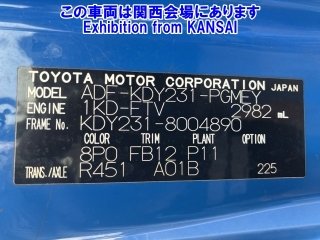 この車両は関西会場にあります
Exhibition from KANSAI
TOYOTA MOTOR CORPORATION JAPAN
MODEL ADF-KDY231-PGMEY
ENGINE 1KD-FTV 2982 mL
FRAME No. KDY231-8004890
COLOR TRIM PLANT OPTION
8P0 FB12 P11
TRANS./AXLE R451 A01B 225